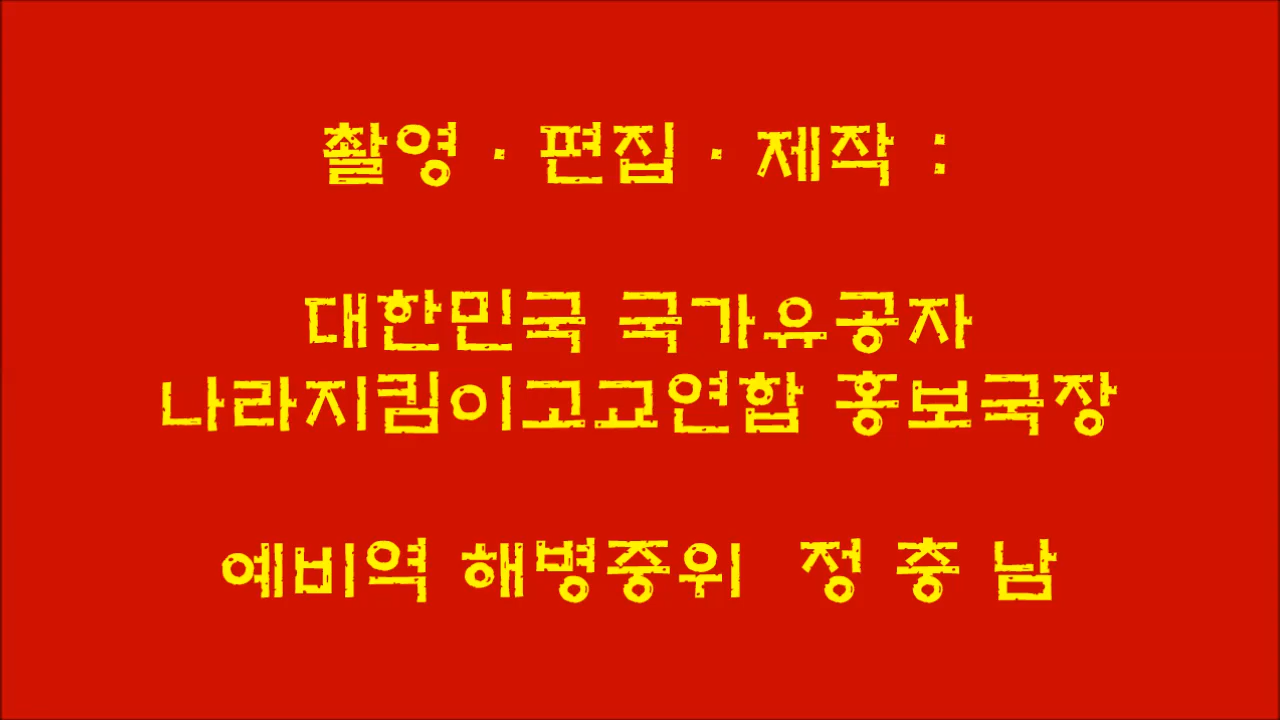 촬영 · 편집 · 제작 :
대한민국 국가유공자
나라지킴이고교연합 홍보국장
예비역 해병중위 정 충 남